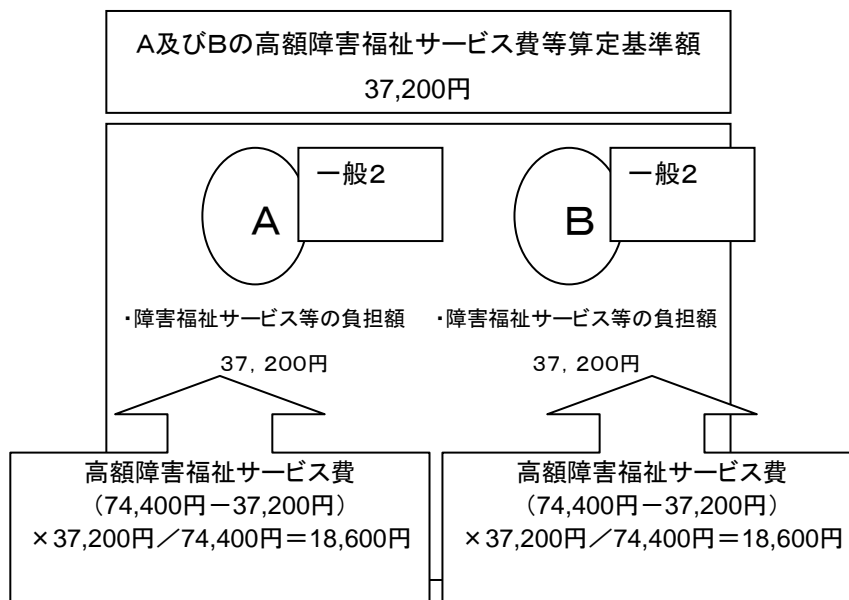 A及びBの高額障害福祉サービス費等算定基準額
37,200円
A
一般2
B
一般2
・障害福祉サービス等の負担額
37，200円
・障害福祉サービス等の負担額
37，200円
高額障害福祉サービス費
（74,400円－37,200円）
×37,200円／74,400円＝18,600円
高額障害福祉サービス費
（74,400円－37,200円）
×37,200円／74,400円＝18,600円